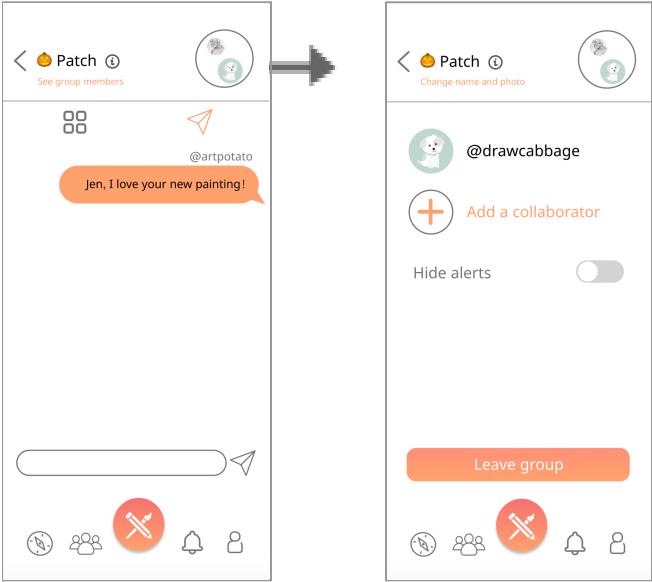 Patch
See group members
@artpotato
Jen, I love your new painting!
Patch
Change name and photo
@drawcabbage
Add a collaborator
Hide alerts
Leave group